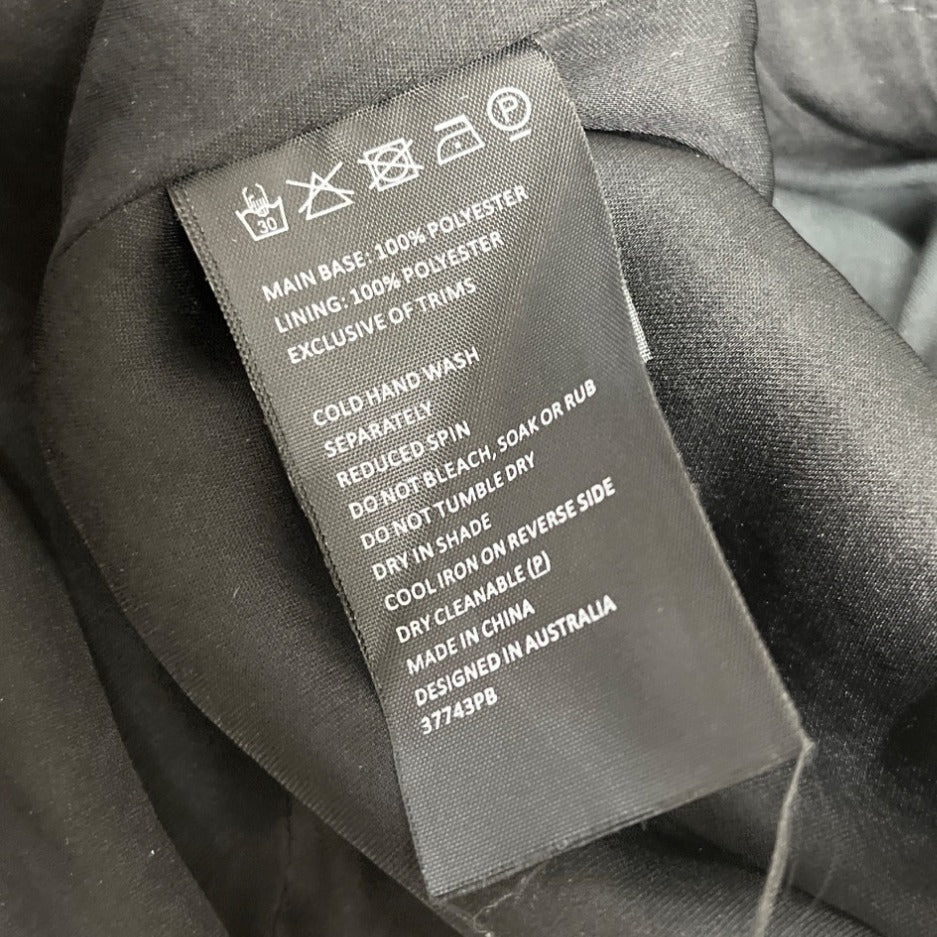 30 P
MAIN BASE: 100% POLYESTER
LINING: 100% POLYESTER
EXCLUSIVE OF TRIMS
COLD HAND WASH
SEPARATELY
REDUCED SPIN
DO NOT BLEACH, SOAK OR RUB
DO NOT TUMBLE DRY
DRY IN SHADE
COOL IRON ON REVERSE SIDE
DRY CLEANABLE (P)
MADE IN CHINA
DESIGNED IN AUSTRALIA
37743PB